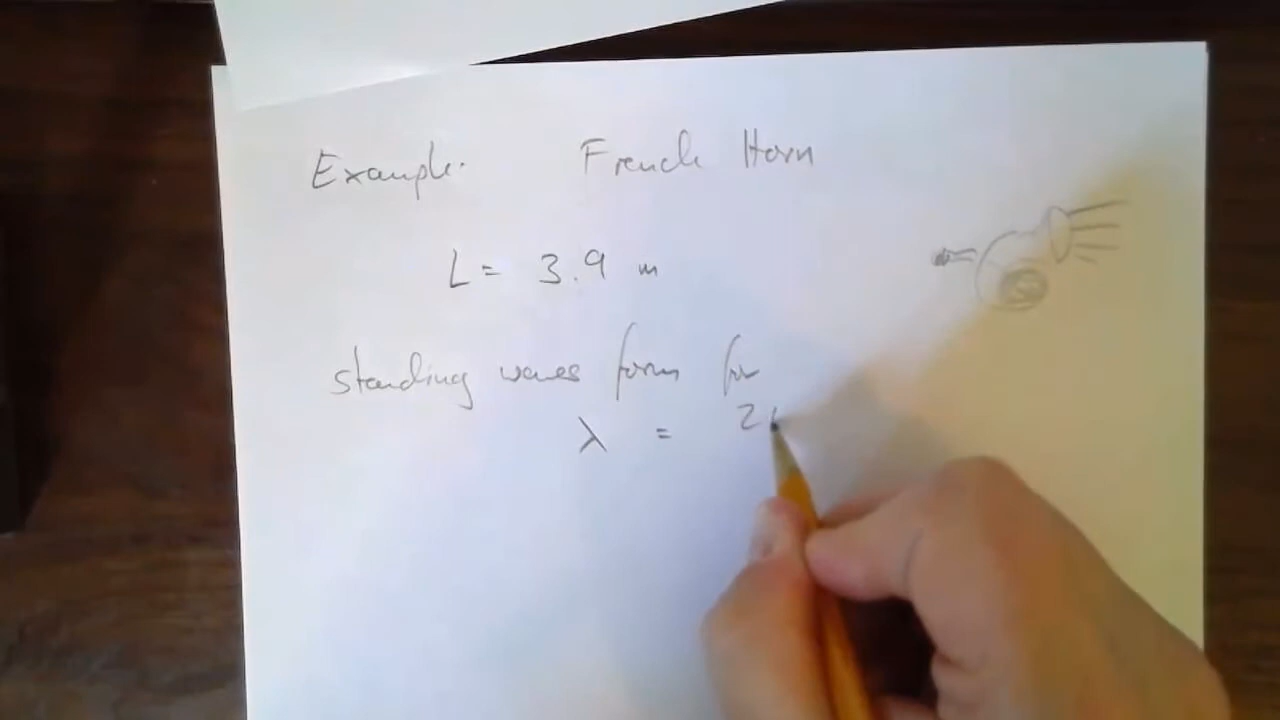 Example. French Horn
L = 3.9 m
standing waves form for
λ = 2